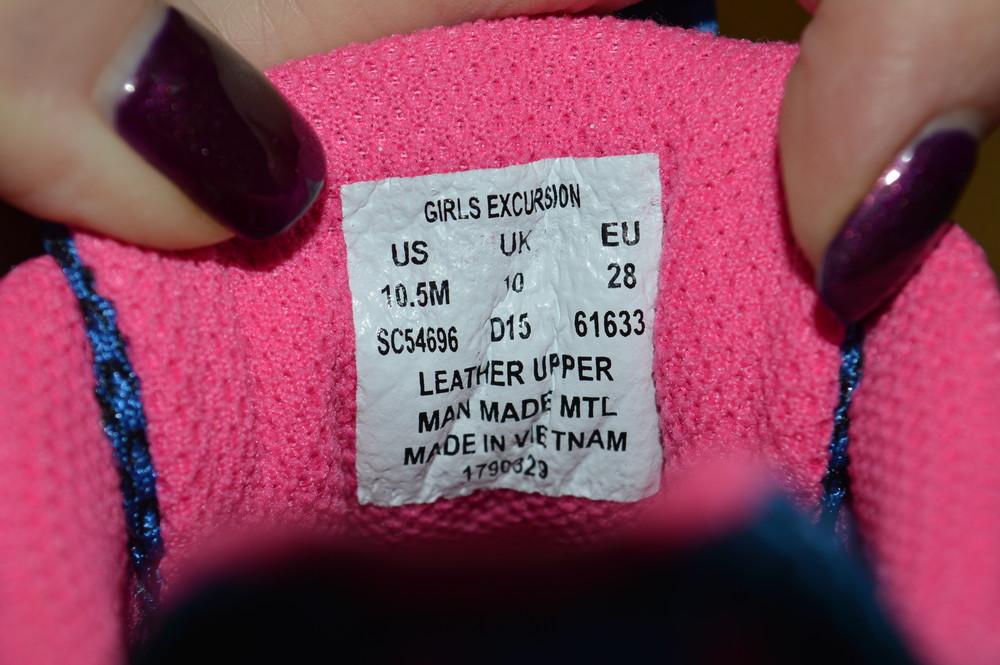 GIRLS EXCURSION
US UK EU
10.5M 10 28
SC54696 D15 61633
LEATHER UPPER
MAN MADE MTL
MADE IN VIETNAM